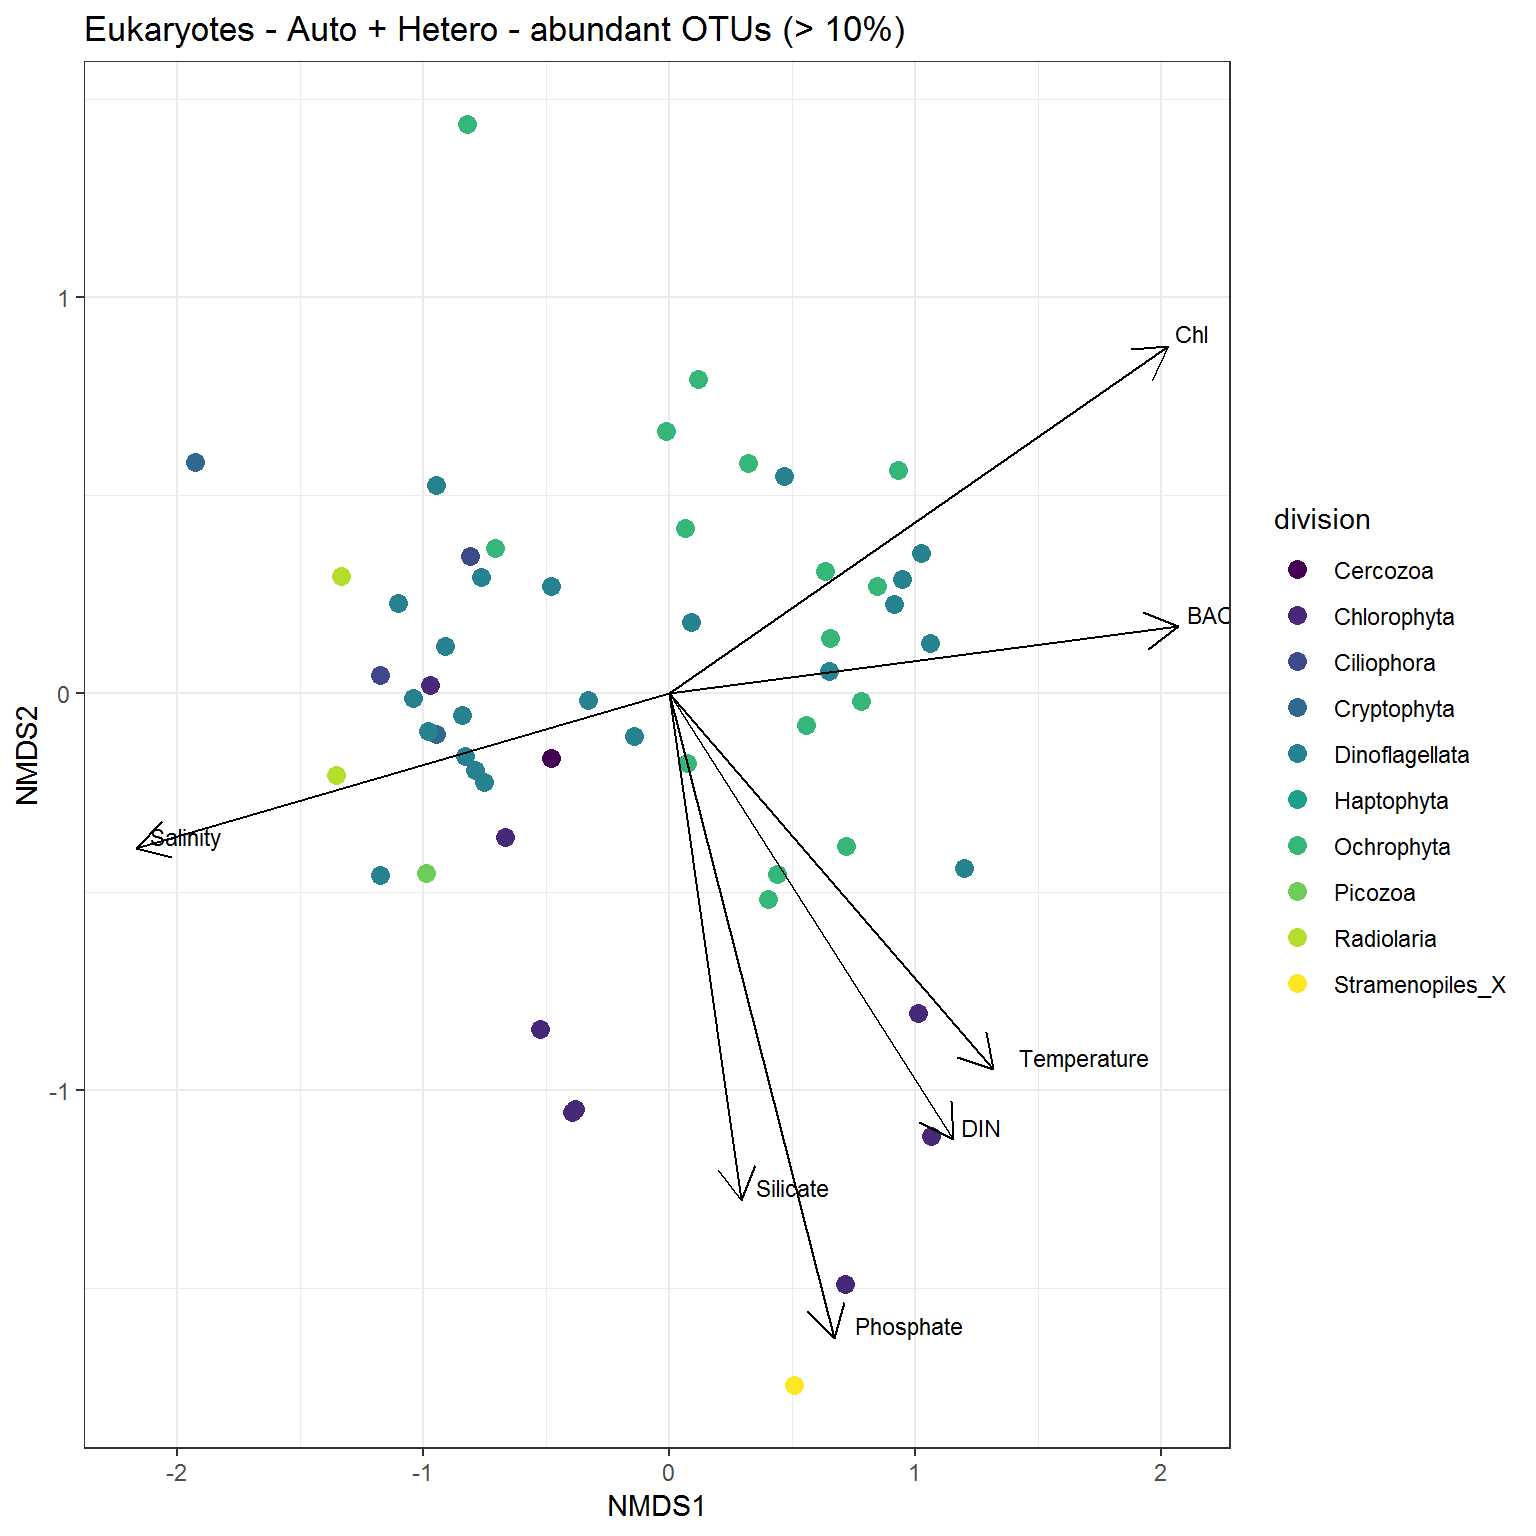 Eukaryotes - Auto + Hetero - abundant OTUs (> 10%)
1
0
-1
NMDS2
Chl
BAC
Salinity
Temperature
DIN
Silicate
Phosphate
-2
-1
0
1
2
NMDS1
division
Cercozoa
Chlorophyta
Ciliophora
Cryptophyta
Dinoflagellata
Haptophyta
Ochrophyta
Picozoa
Radiolaria
Stramenopiles_X